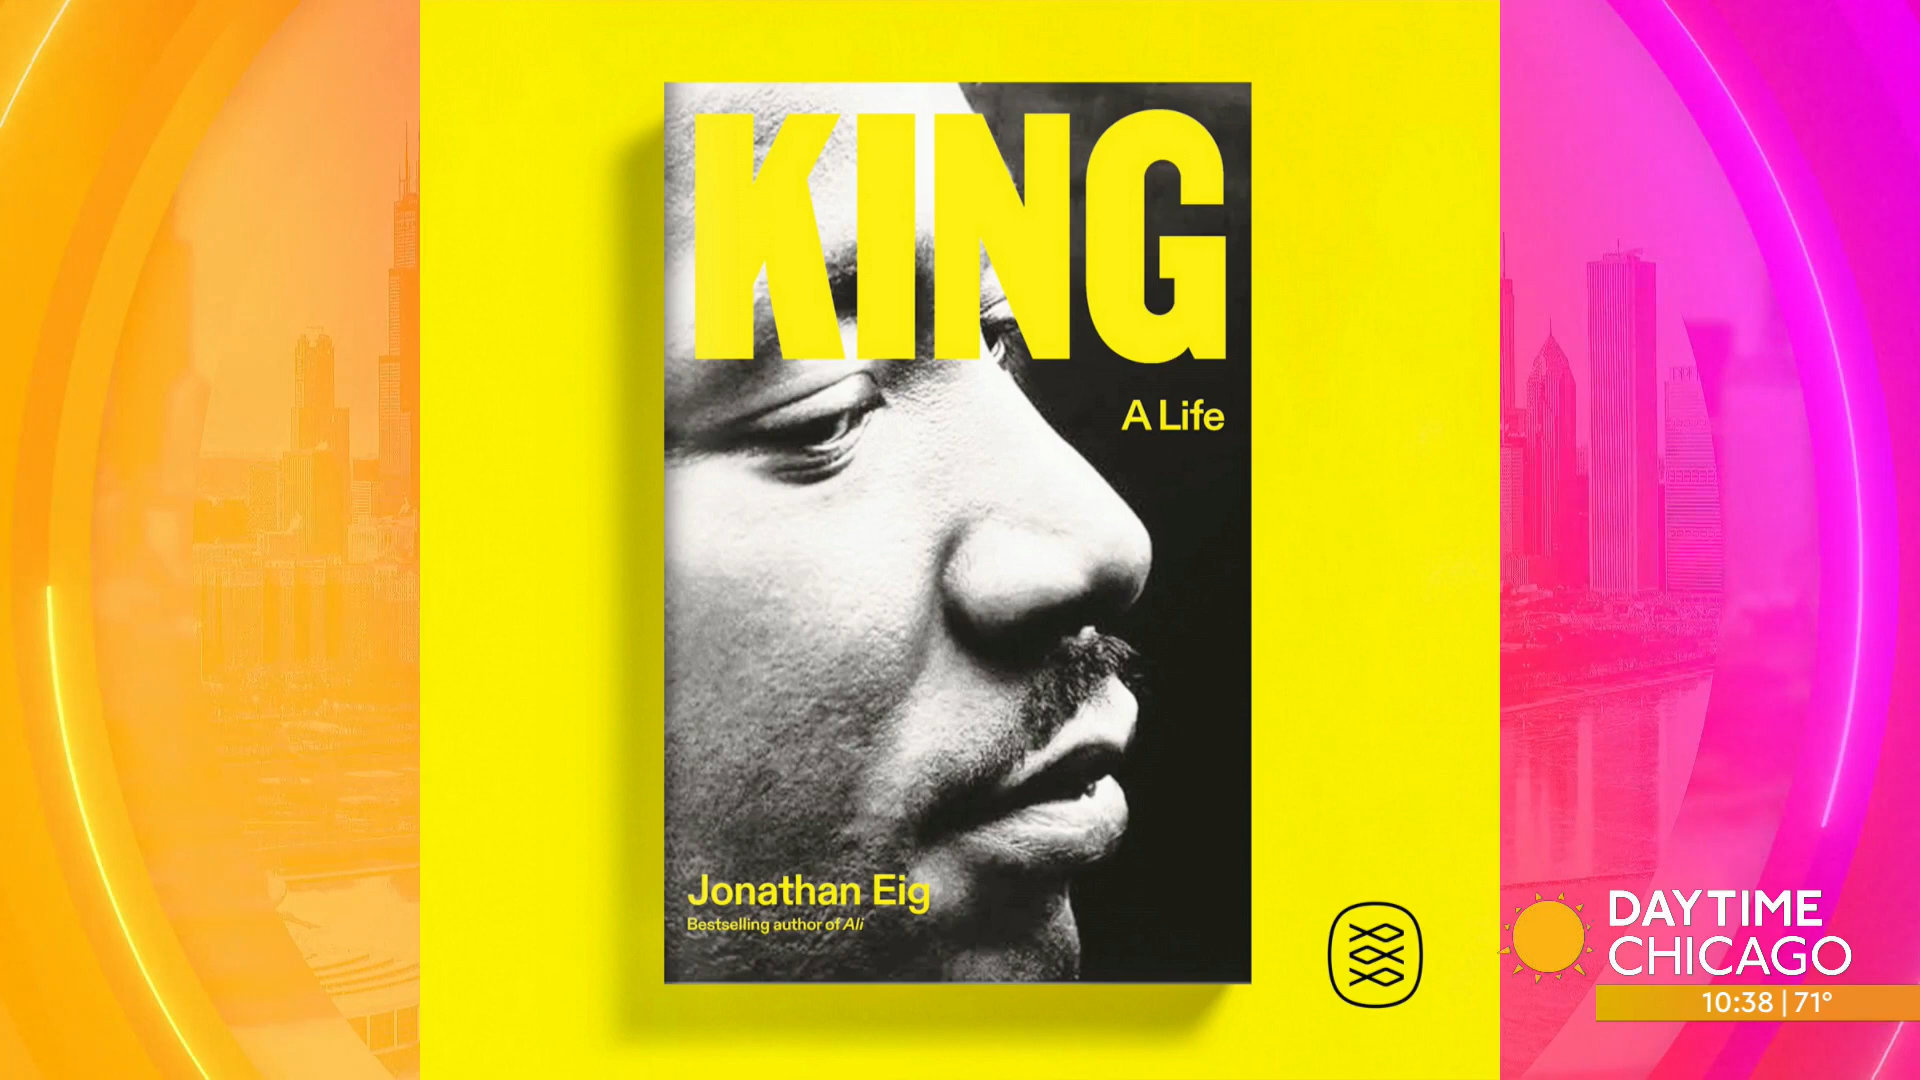 KING
A Life
Jonathan Eig
Bestselling author of Ali
DAYTIME
CHICAGO
10:38 | 71°